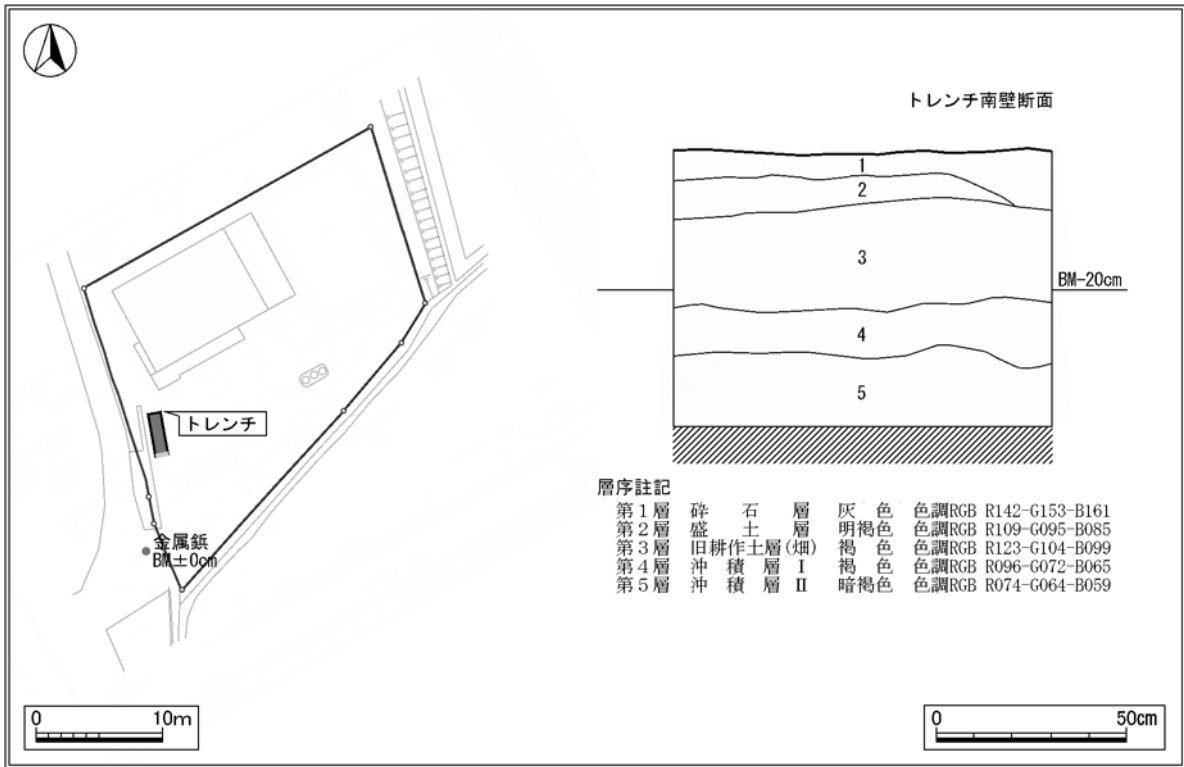 トレンチ
金属鋲
BM±0cm
0 10m
トレンチ南壁断面
1
2
3
BM-20cm
4
5
層序註記
第1層 砕石層 灰色 色調RGB R142-G153-B161
第2層 盛土層 明褐色 色調RGB R109-G095-B085
第3層 旧耕作土層(畑) 褐色 色調RGB R123-G104-B099
第4層 沖積層Ⅰ 褐色 色調RGB R096-G072-B065
第5層 沖積層Ⅱ 暗褐色 色調RGB R074-G064-B059
0 50cm